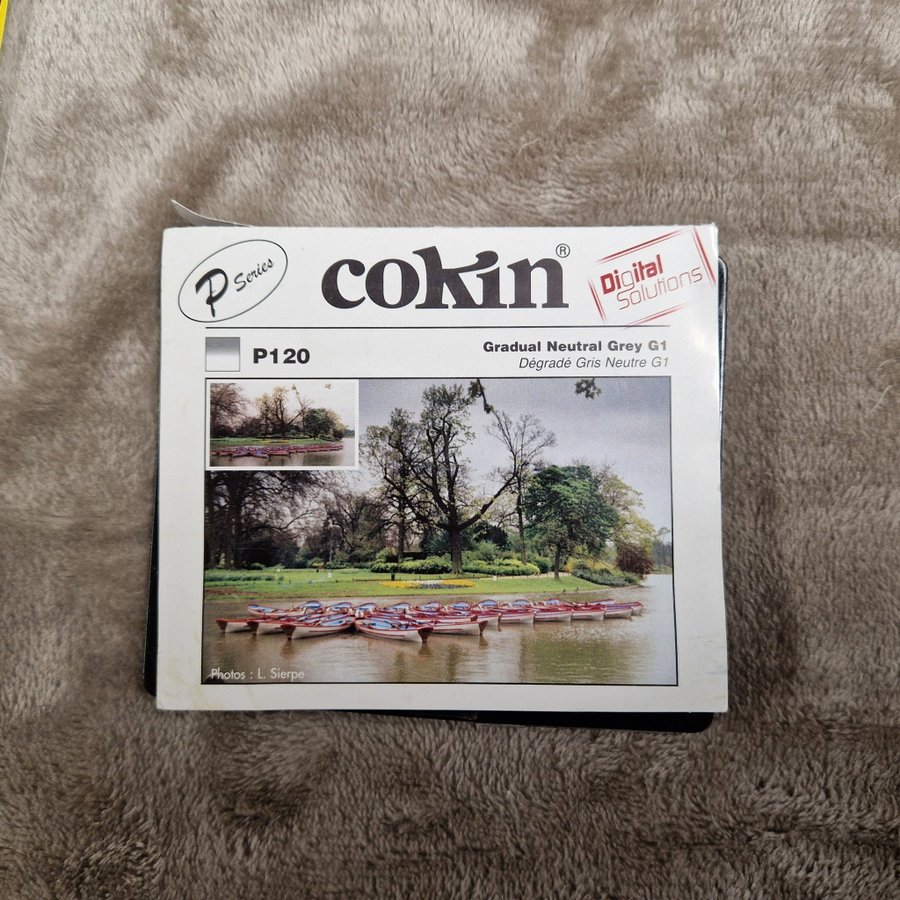 P Series
cokin®
Digital
Solutions
P120
Gradual Neutral Grey G1
Dégradé Gris Neutre G1
Photos : L. Sierpe